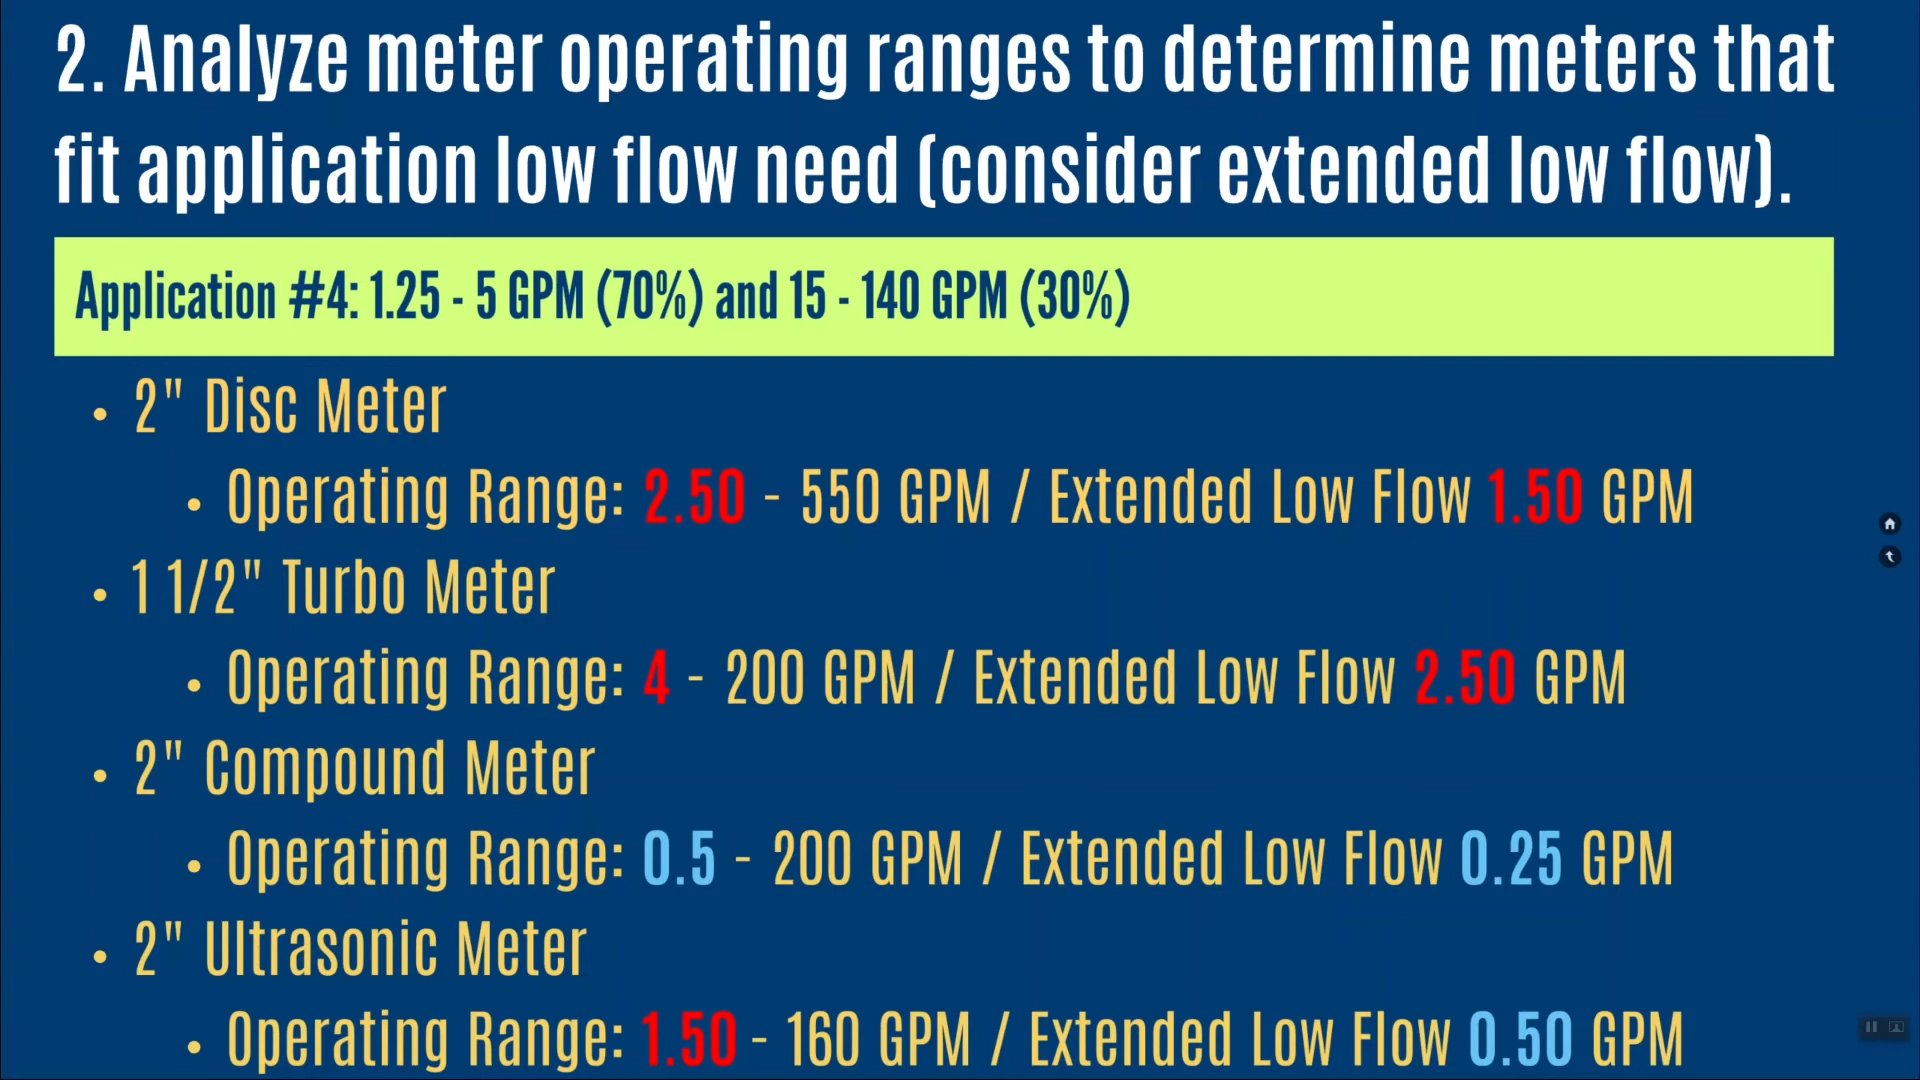 2. Analyze meter operating ranges to determine meters that
fit application low flow need (consider extended low flow).
Application #4: 1.25 - 5 GPM (70%) and 15 - 140 GPM (30%)
• 2" Disc Meter
• Operating Range: 2.50 - 550 GPM / Extended Low Flow 1.50 GPM
• 1 1/2" Turbo Meter
• Operating Range: 4 - 200 GPM / Extended Low Flow 2.50 GPM
• 2" Compound Meter
• Operating Range: 0.5 - 200 GPM / Extended Low Flow 0.25 GPM
• 2" Ultrasonic Meter
• Operating Range: 1.50 - 160 GPM / Extended Low Flow 0.50 GPM